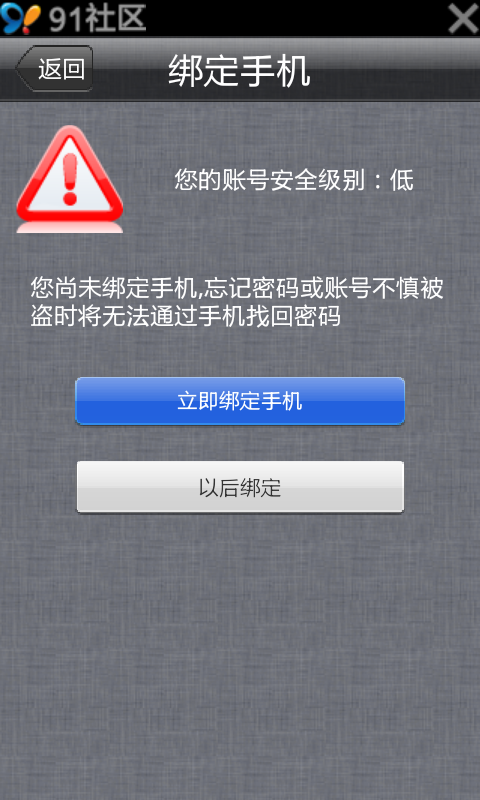 91社区
返回
绑定手机
您的账号安全级别：低
您尚未绑定手机,忘记密码或账号不慎被
盗时将无法通过手机找回密码
立即绑定手机
以后绑定